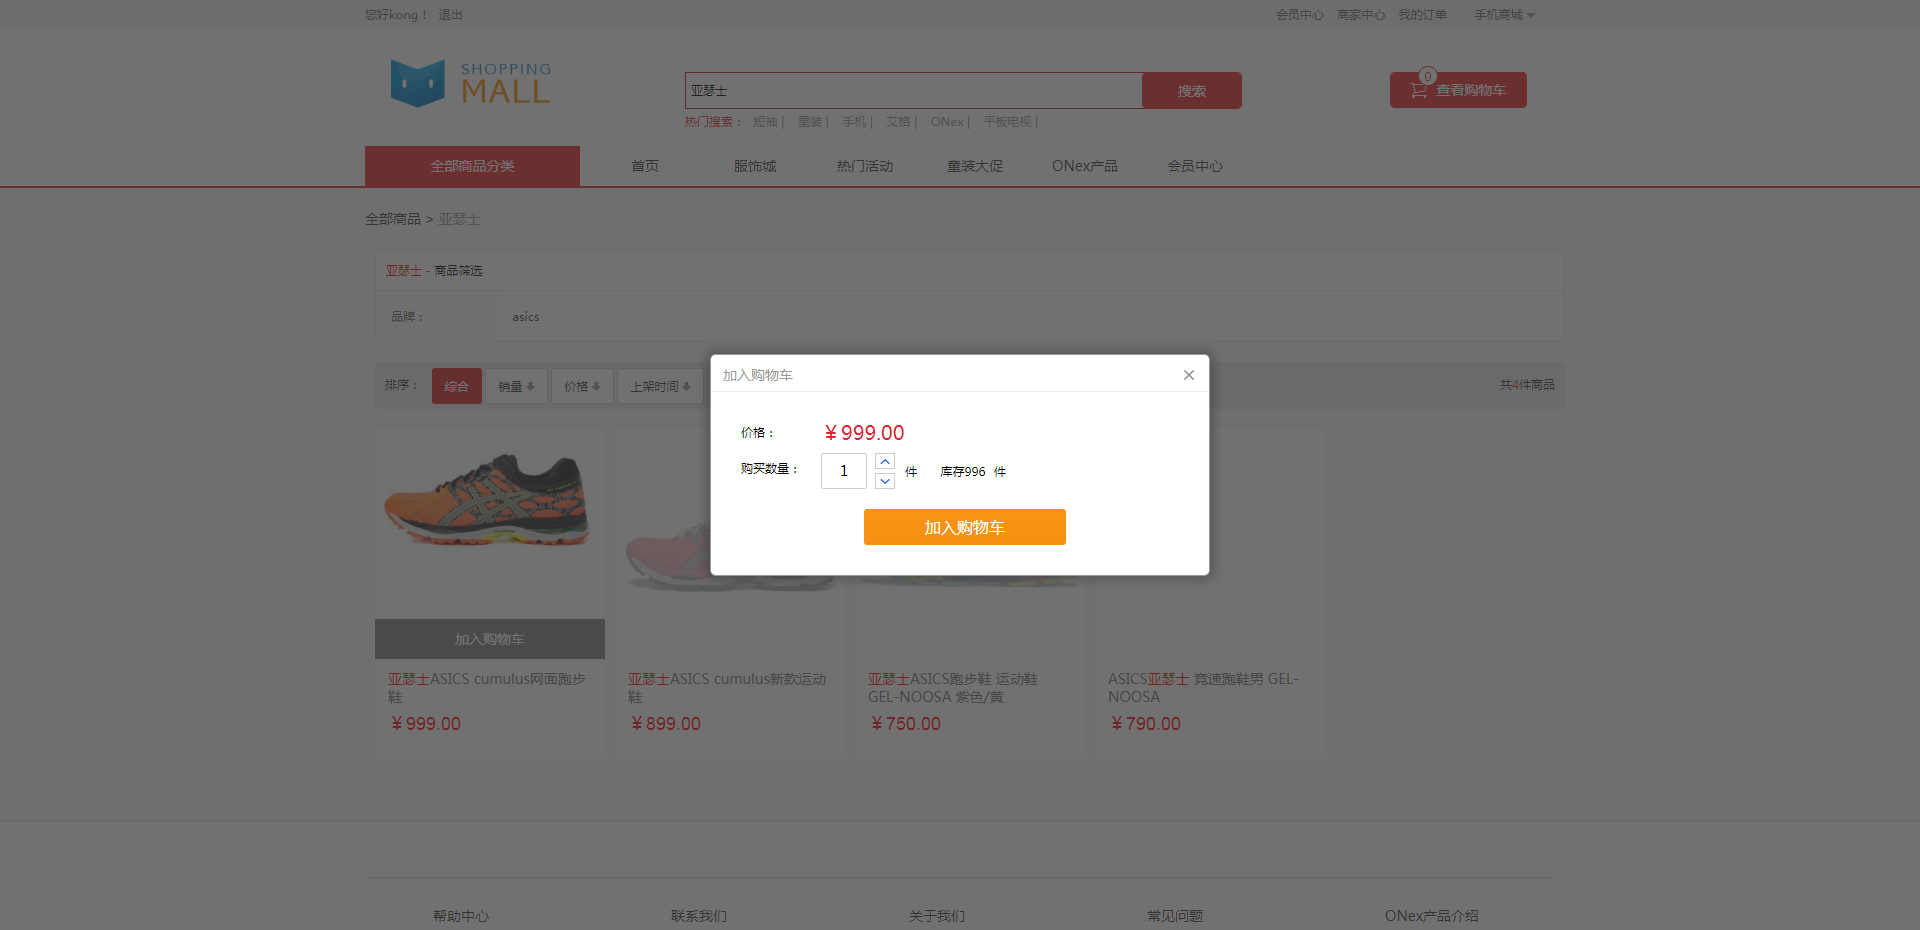 您好kong！ 退出
会员中心 商家中心 我的订单 手机商城
SHOPPING
MALL
亚瑟士 搜索
0
查看购物车
热门搜索： 短袖 | 童装 | 手机 | 艾格 | ONex | 平板电视 |
全部商品分类 首页 服饰城 热门活动 童装大促 ONex产品 会员中心
全部商品 > 亚瑟士
亚瑟士 - 商品筛选
品牌： asics
排序： 综合 销量 价格 上架时间
共4件商品
加入购物车 ×
价格： ¥ 999.00
购买数量： 1 件 库存996 件
加入购物车
加入购物车
亚瑟士ASICS cumulus网面跑步
鞋
¥ 999.00
亚瑟士ASICS cumulus新款运动
鞋
¥ 899.00
亚瑟士ASICS跑步鞋 运动鞋
GEL-NOOSA 紫色/黄
¥ 750.00
ASICS亚瑟士 竞速跑鞋男 GEL-
NOOSA
¥ 790.00
帮助中心 联系我们 关于我们 常见问题 ONex产品介绍